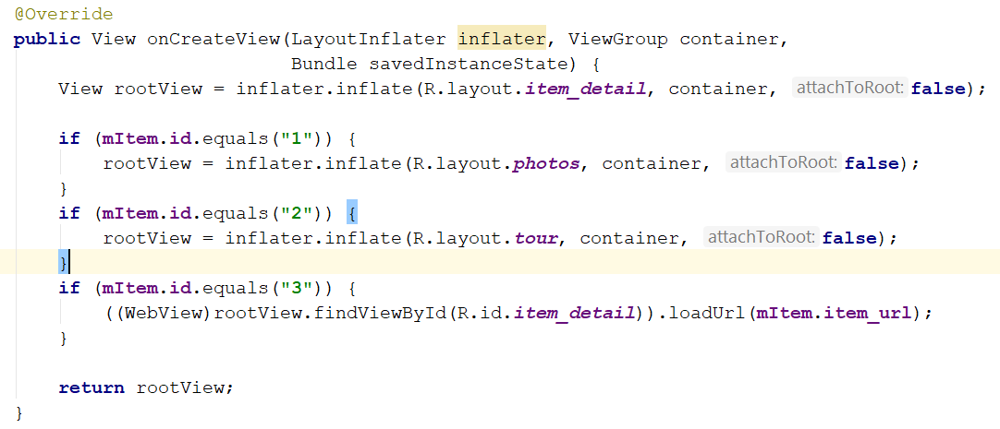 @Override
public View onCreateView(LayoutInflater inflater, ViewGroup container,
                         Bundle savedInstanceState) {
    View rootView = inflater.inflate(R.layout.item_detail, container, attachToRoot: false);

    if (mItem.id.equals("1")) {
        rootView = inflater.inflate(R.layout.photos, container, attachToRoot: false);
    }
    if (mItem.id.equals("2")) {
        rootView = inflater.inflate(R.layout.tour, container, attachToRoot: false);
    }
    if (mItem.id.equals("3")) {
        ((WebView)rootView.findViewById(R.id.item_detail)).loadUrl(mItem.item_url);
    }

    return rootView;
}